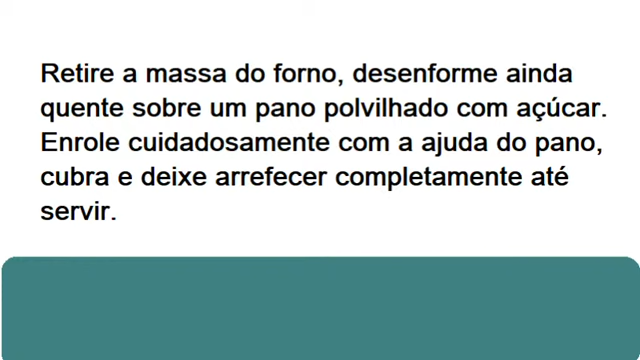 Retire a massa do forno, desenforme ainda
quente sobre um pano polvilhado com açúcar.
Enrole cuidadosamente com a ajuda do pano,
cubra e deixe arrefecer completamente até
servir.